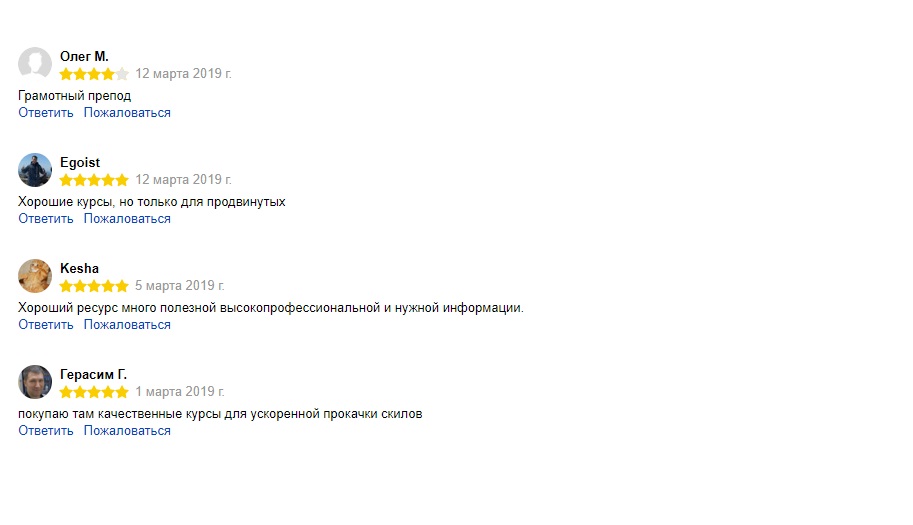 Олег М.
12 марта 2019 г.
Грамотный препод
Ответить Пожаловаться
Egoist
12 марта 2019 г.
Хорошие курсы, но только для продвинутых
Ответить Пожаловаться
Kesha
5 марта 2019 г.
Хороший ресурс много полезной высокопрофессиональной и нужной информации.
Ответить Пожаловаться
Герасим Г.
1 марта 2019 г.
покупаю там качественные курсы для ускоренной прокачки скилов
Ответить Пожаловаться